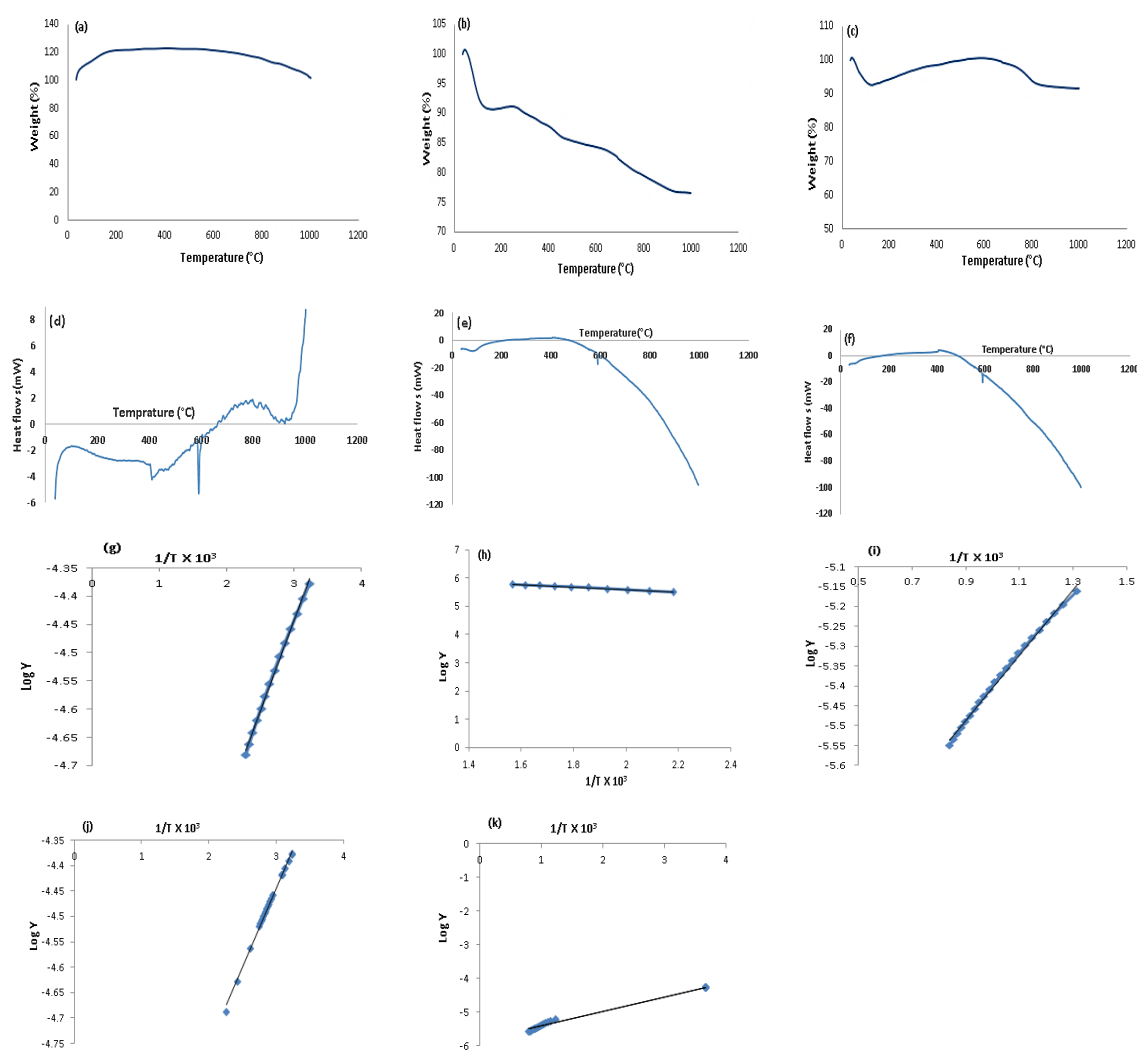 (a)
140
120
100
80
60
40
20
0
Weight (%)
0 200 400 600 800 1000 1200
Temperature (°C)
(b)
105
100
95
90
85
80
75
70
Weight (%)
0 200 400 600 800 1000 1200
Temperature (°C)
(c)
110
100
90
80
70
60
50
Weight (%)
0 200 400 600 800 1000 1200
Temperature (°C)
(d)
8
6
4
2
0
-2
-4
-6
Heat flow s (mW)
Temprature (°C)
0 200 400 600 800 1000 1200
(e)
20
0
-20
-40
-60
-80
-100
-120
Heat flow s (mW)
Temperature(°C)
0 200 400 600 800 1000 1200
(f)
20
0
-20
-40
-60
-80
-100
-120
Heat flow s (mW
Temperature (°C)
0 200 400 600 800 1000 1200
(g)
1/T X 10³
0 1 2 3 4
-4.35
-4.4
-4.45
-4.5
-4.55
-4.6
-4.65
-4.7
Log Y
(h)
7
6
5
4
3
2
1
0
Log Y
1.4 1.6 1.8 2 2.2 2.4
1/T X 10³
(i)
1/T X 10³
0.5 0.7 0.9 1.1 1.3 1.5
-5.1
-5.15
-5.2
-5.25
-5.3
-5.35
-5.4
-5.45
-5.5
-5.55
-5.6
Log Y
(j)
1/T X 10³
0 1 2 3 4
-4.35
-4.4
-4.45
-4.5
-4.55
-4.6
-4.65
-4.7
-4.75
Log Y
(k)
1/T X 10³
0 1 2 3 4
0
-1
-2
-3
-4
-5
-6
Log Y